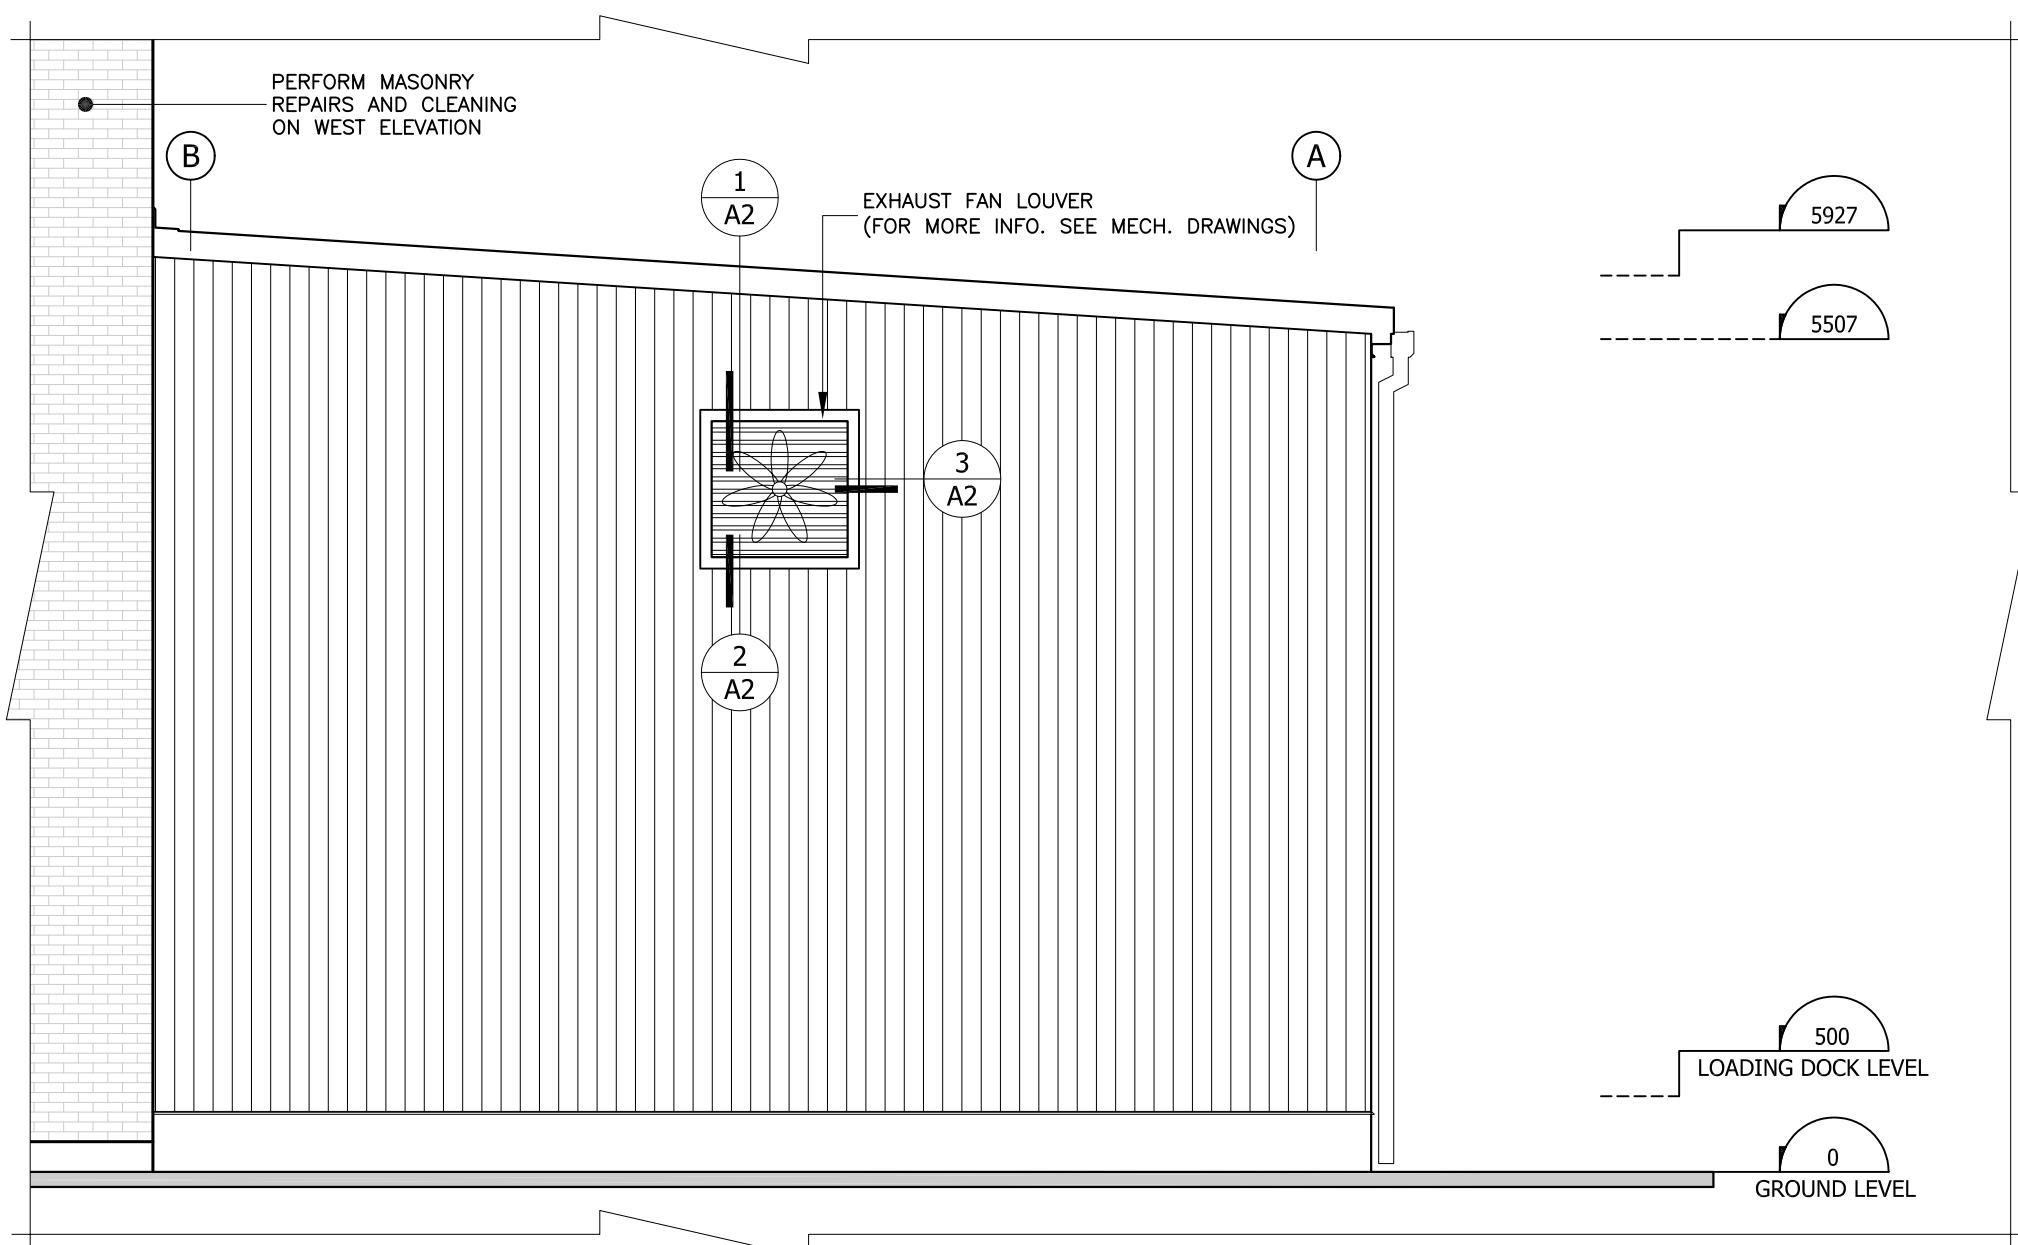 PERFORM MASONRY
REPAIRS AND CLEANING
ON WEST ELEVATION
B
1
A2
EXHAUST FAN LOUVER
(FOR MORE INFO. SEE MECH. DRAWINGS)
A
5927
5507
3
A2
2
A2
500
LOADING DOCK LEVEL
0
GROUND LEVEL